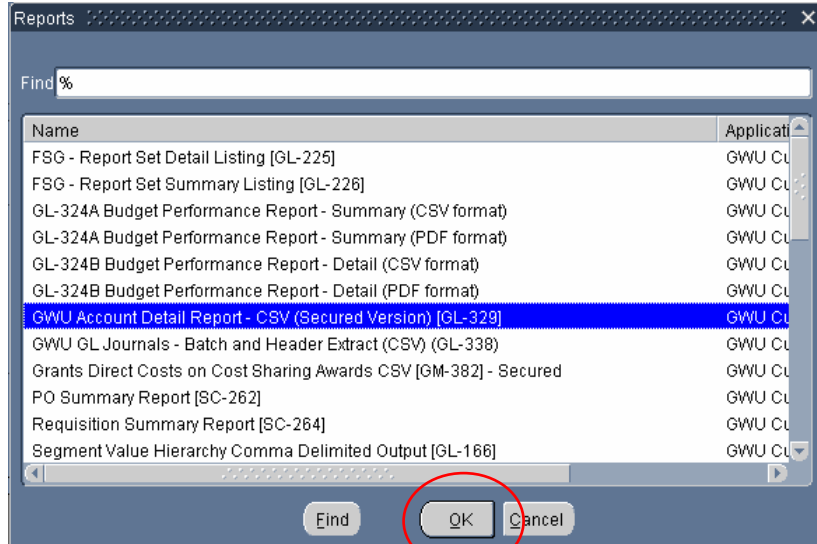 Reports
Find %
Name Applicati
FSG - Report Set Detail Listing [GL-225] GWU Cu
FSG - Report Set Summary Listing [GL-226] GWU Cu
GL-324A Budget Performance Report - Summary (CSV format) GWU Cu
GL-324A Budget Performance Report - Summary (PDF format) GWU Cu
GL-324B Budget Performance Report - Detail (CSV format) GWU Cu
GL-324B Budget Performance Report - Detail (PDF format) GWU Cu
GWU Account Detail Report - CSV (Secured Version) [GL-329] GWU Cu
GWU GL Journals - Batch and Header Extract (CSV) (GL-338) GWU Cu
Grants Direct Costs on Cost Sharing Awards CSV [GM-382] - Secured GWU Cu
PO Summary Report [SC-262] GWU Cu
Requisition Summary Report [SC-264] GWU Cu
Segment Value Hierarchy Comma Delimited Output [GL-166] GWU Cu
Find OK Cancel